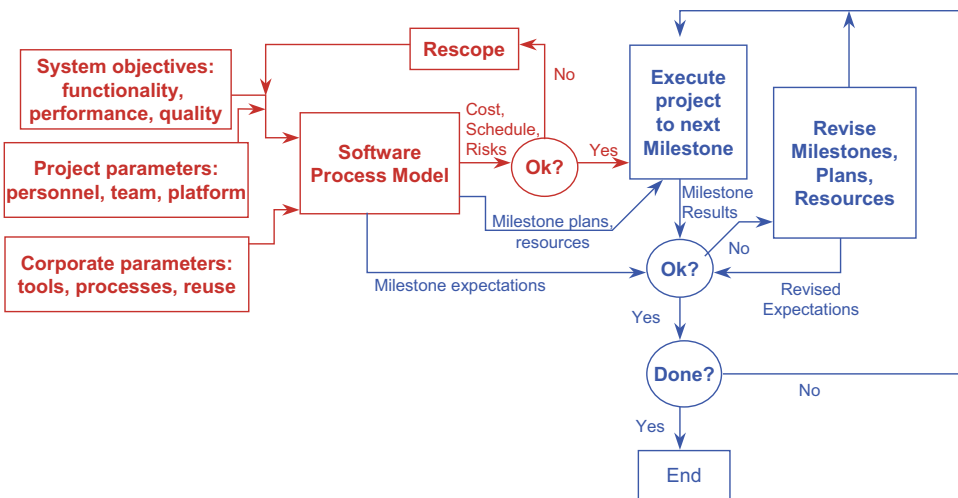 Rescope
System objectives:
functionality,
performance, quality
No
Execute
project
to next
Milestone
Revise
Milestones,
Plans,
Resources
Cost,
Schedule,
Risks
Software
Process Model
Ok?
Yes
Project parameters:
personnel, team, platform
Milestone
Results
Milestone plans,
resources
No
Corporate parameters:
tools, processes, reuse
Ok?
Milestone expectations
Revised
Expectations
Yes
Done?
No
Yes
End